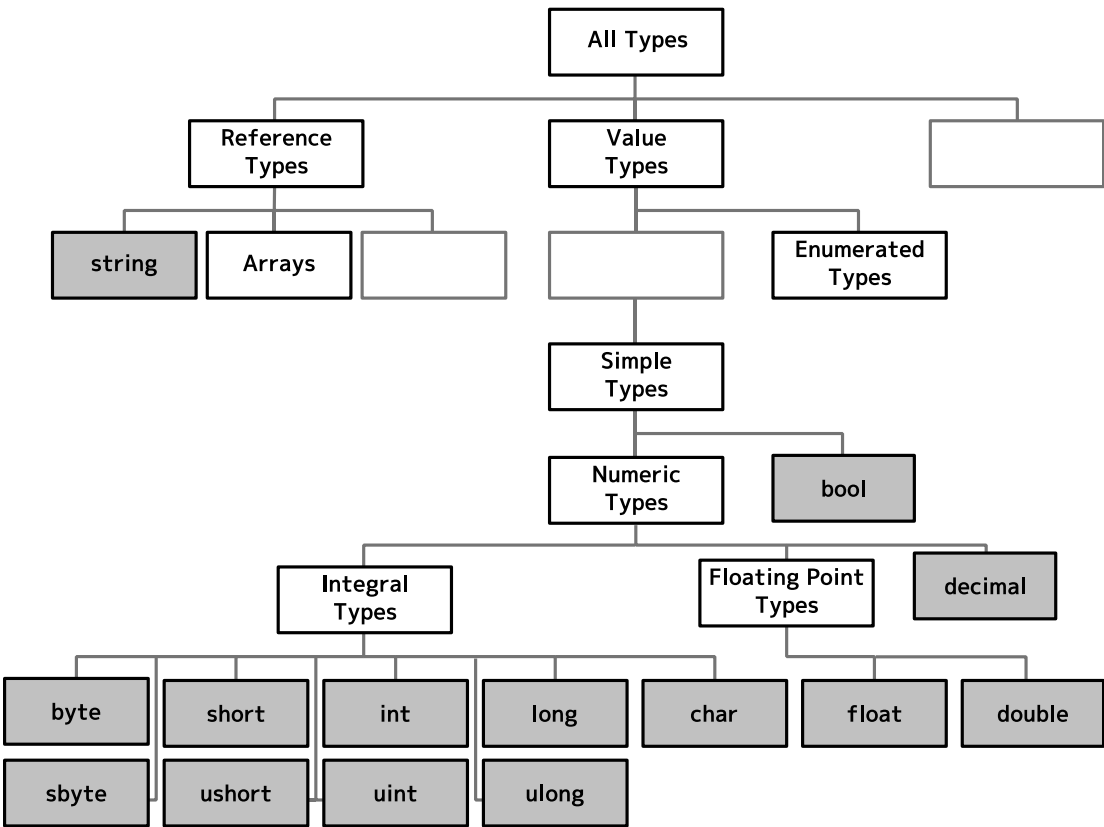 All Types
Reference
Types
Value
Types
string
Arrays
Enumerated
Types
Simple
Types
Numeric
Types
bool
Integral
Types
Floating Point
Types
decimal
byte
short
int
long
char
float
double
sbyte
ushort
uint
ulong